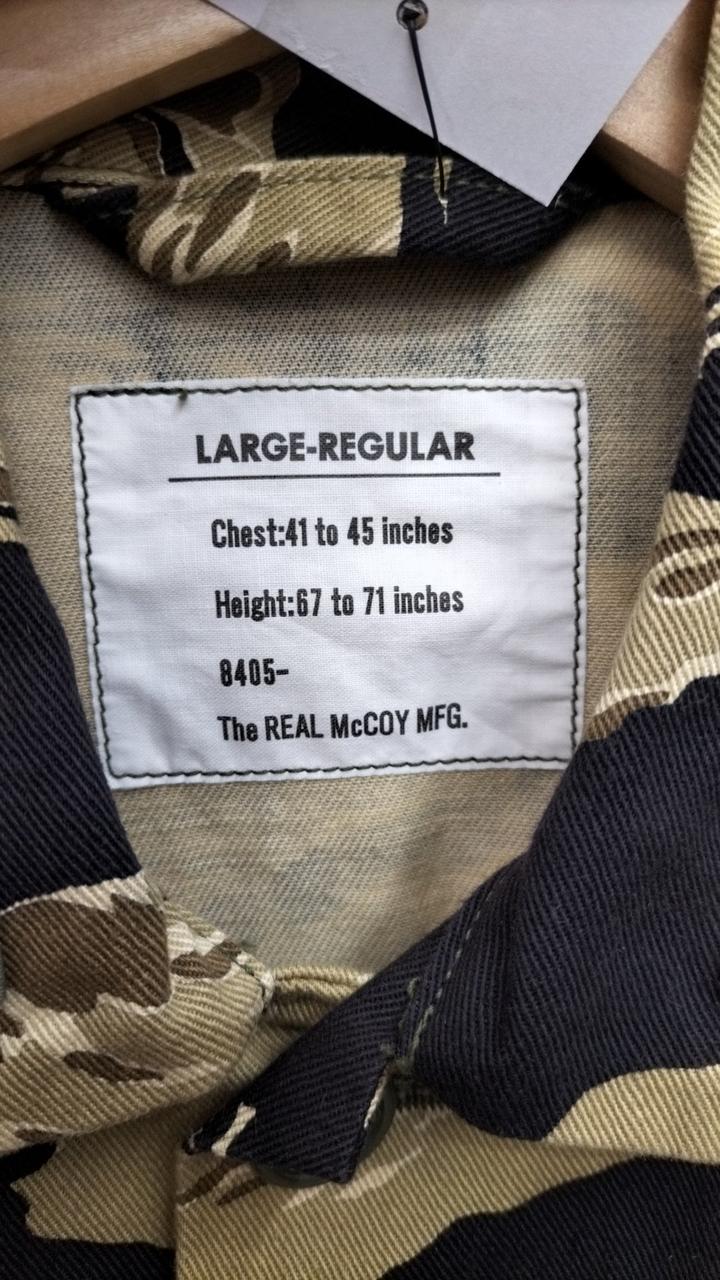 LARGE-REGULAR
Chest:41 to 45 inches
Height:67 to 71 inches
8405-
The REAL McCOY MFG.